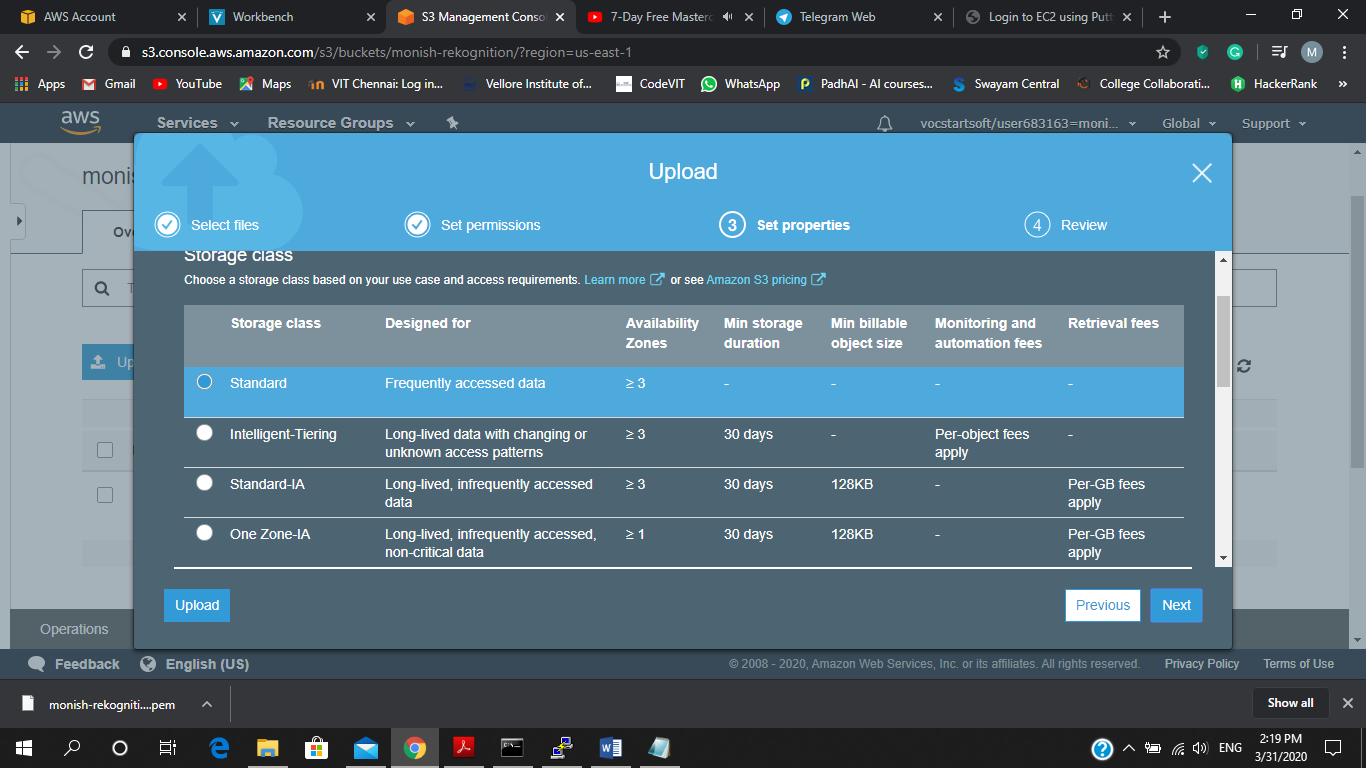 AWS Account
Workbench
S3 Management Conso
7-Day Free Masterc
Telegram Web
Login to EC2 using Putt
s3.console.aws.amazon.com/s3/buckets/monish-rekognition/?region=us-east-1
M
Apps
Gmail
YouTube
Maps
VIT Chennai: Log in...
Vellore Institute of...
CodeVIT
WhatsApp
PadhAI - AI courses...
Swayam Central
College Collaborati...
HackerRank
»
aws
Services
Resource Groups
vocstartsoft/user683163=moni...
Global
Support
monis
Upload
Select files
Set permissions
3 Set properties
4 Review
Ove
Storage class
Choose a storage class based on your use case and access requirements. Learn more or see Amazon S3 pricing
Storage class Designed for Availability Zones Min storage duration Min billable object size Monitoring and automation fees Retrieval fees
Up
Standard Frequently accessed data ≥ 3 - - - -
Intelligent-Tiering Long-lived data with changing or unknown access patterns ≥ 3 30 days - Per-object fees apply -
Standard-IA Long-lived, infrequently accessed data ≥ 3 30 days 128KB - Per-GB fees apply
One Zone-IA Long-lived, infrequently accessed, non-critical data ≥ 1 30 days 128KB - Per-GB fees apply
Upload
Previous
Next
Operations
Feedback
English (US)
© 2008 - 2020, Amazon Web Services, Inc. or its affiliates. All rights reserved.
Privacy Policy
Terms of Use
monish-rekogniti....pem
Show all
ENG
2:19 PM
3/31/2020